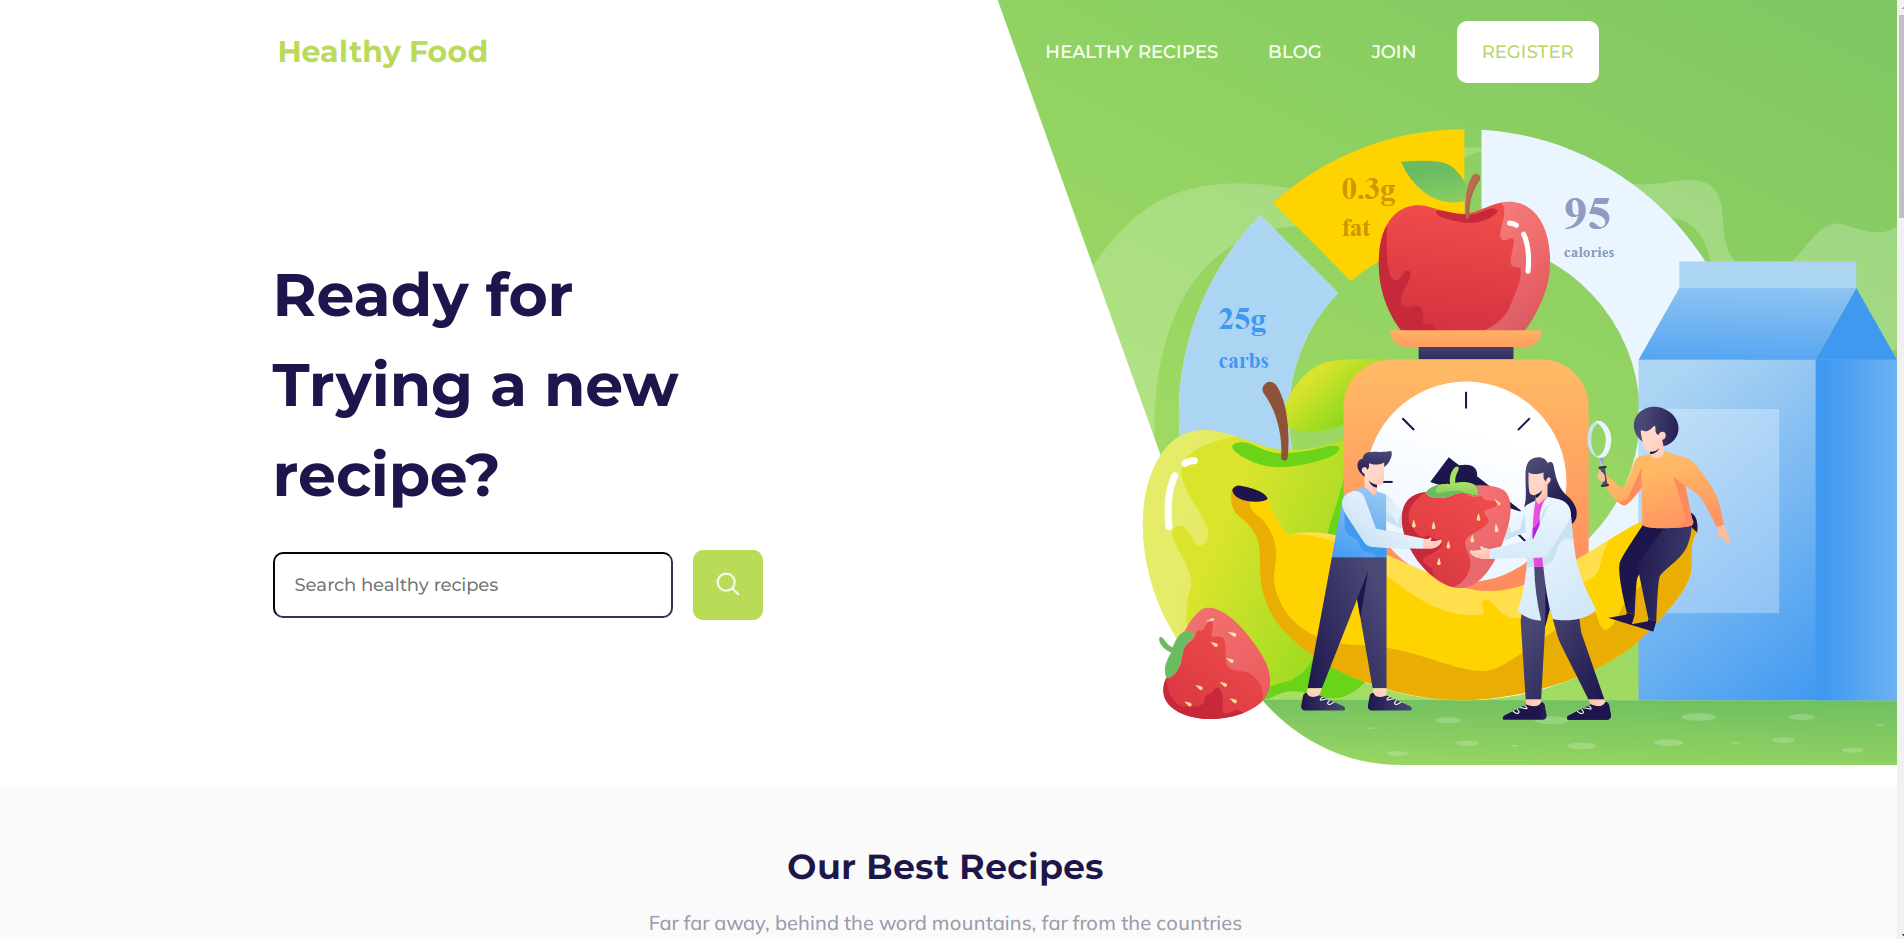 Healthy Food
HEALTHY RECIPES
BLOG
JOIN
REGISTER
0.3g
fat
95
calories
25g
carbs
Ready for
Trying a new
recipe?
Search healthy recipes
Our Best Recipes
Far far away, behind the word mountains, far from the countries